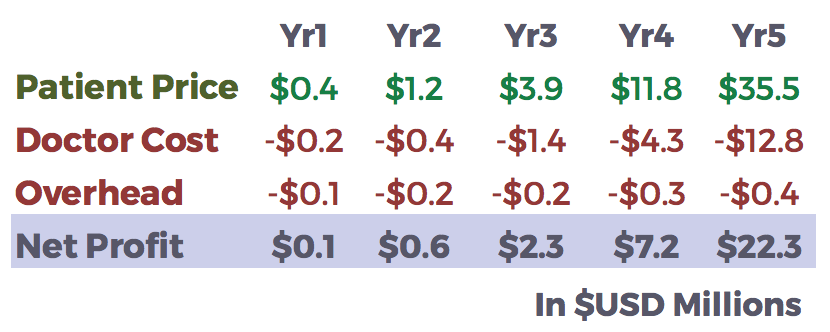 Yr1 Yr2 Yr3 Yr4 Yr5
Patient Price $0.4 $1.2 $3.9 $11.8 $35.5
Doctor Cost -$0.2 -$0.4 -$1.4 -$4.3 -$12.8
Overhead -$0.1 -$0.2 -$0.2 -$0.3 -$0.4
Net Profit $0.1 $0.6 $2.3 $7.2 $22.3
In $USD Millions